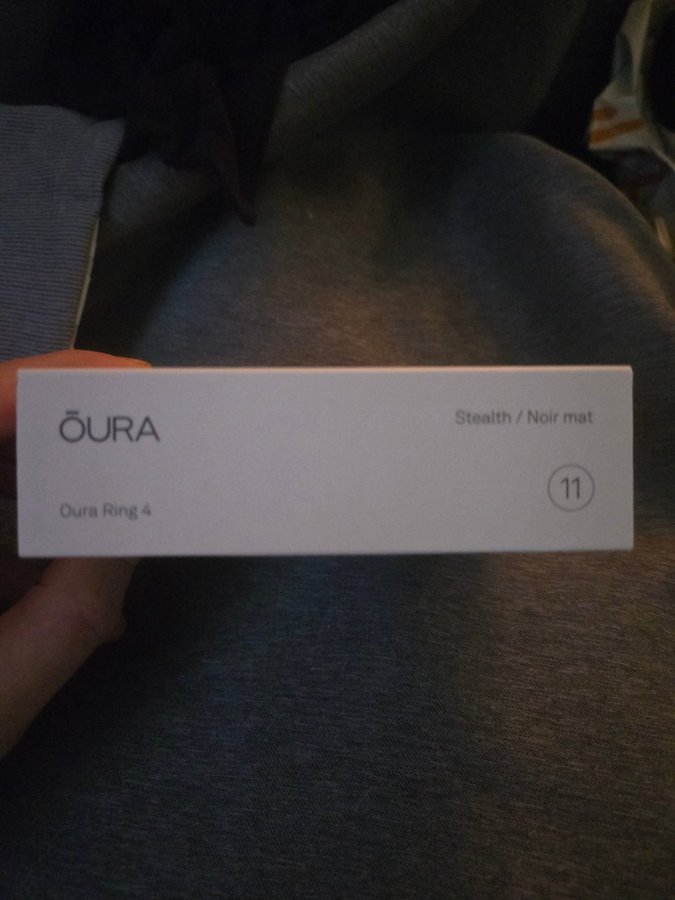 ŌURA
Stealth / Noir mat
11
Oura Ring 4